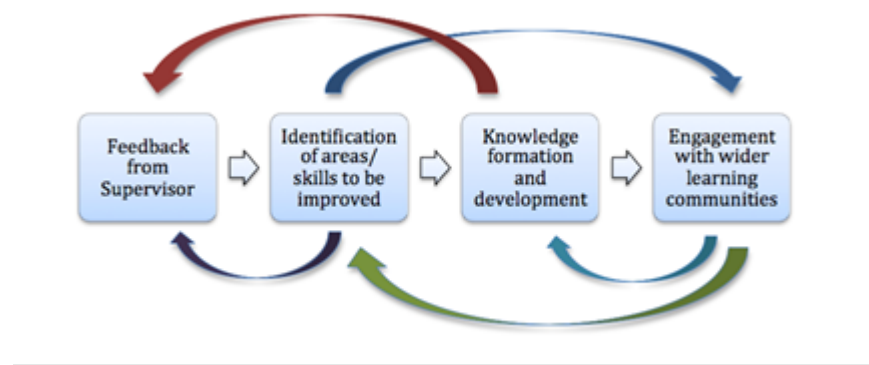 Feedback
from
Supervisor
Identification
of areas/
skills to be
improved
Knowledge
formation
and
development
Engagement
with wider
learning
communities